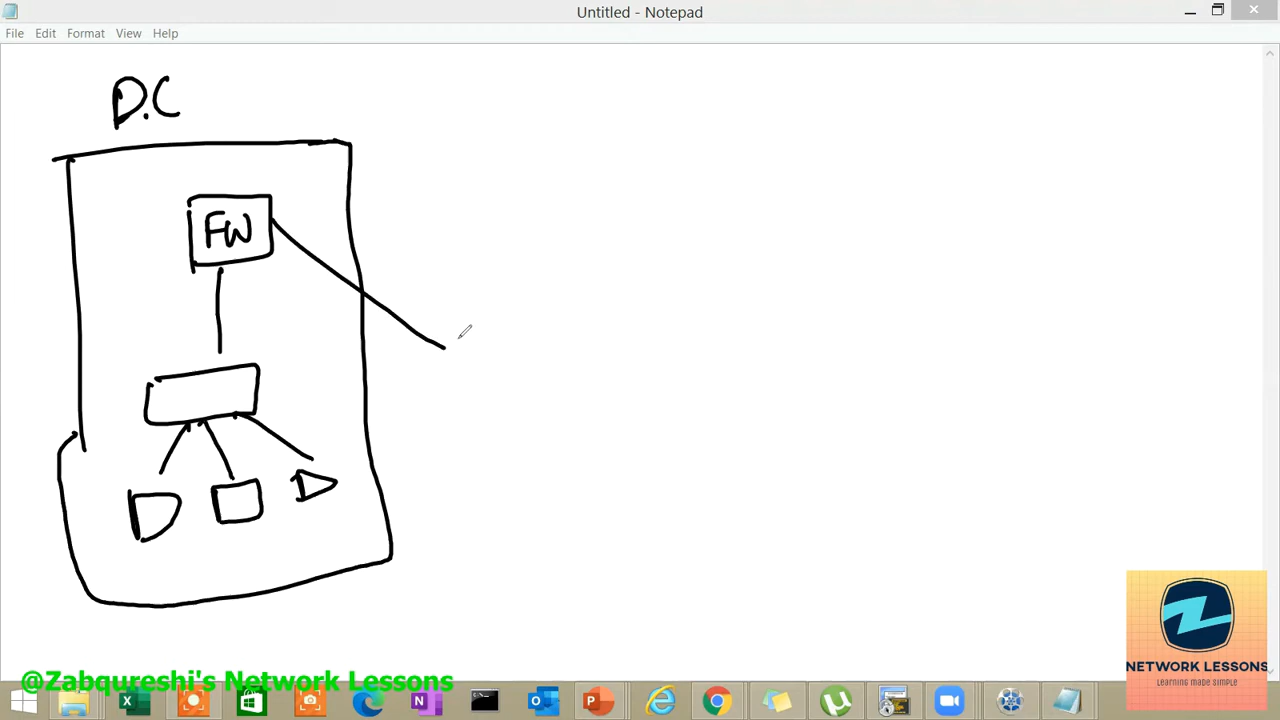 Untitled - Notepad
File Edit Format View Help
D.C
FW
NETWORK LESSONS
Learning made simple
@Zabqureshi's Network Lessons